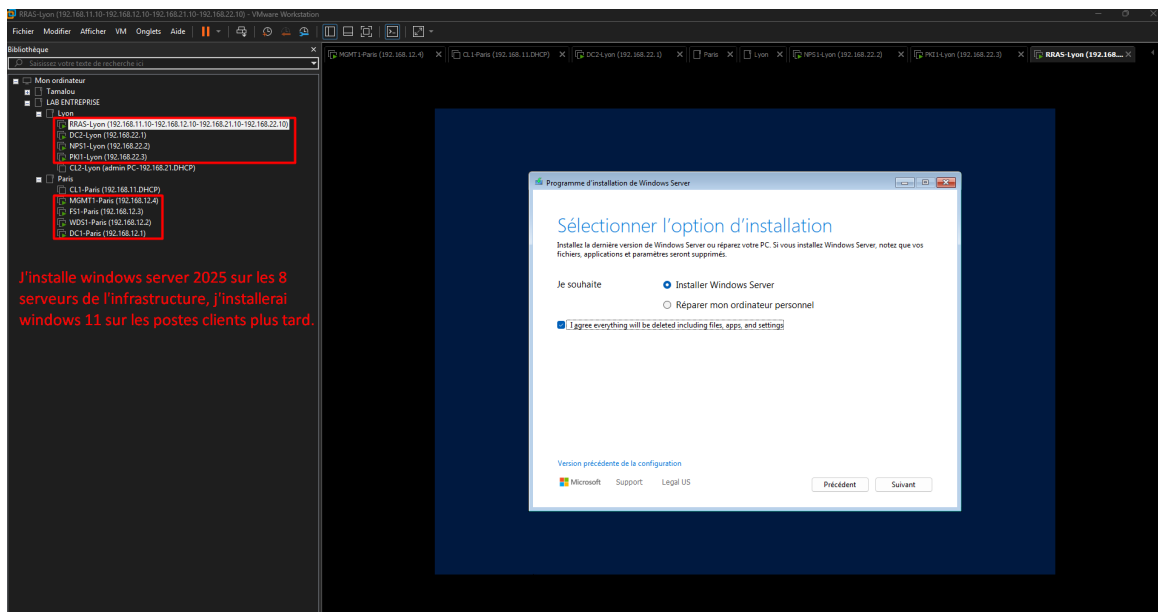 RRAS-Lyon (192.168.11.10-192.168.12.10-192.168.21.10-192.168.22.10) - VMware Workstation
Fichier Modifier Afficher VM Onglets Aide
Bibliothèque
Saisissez votre texte de recherche ici
MGMT1-Paris (192.168.12.4) CL1-Paris (192.168.11.DHCP) DC2-Lyon (192.168.22.1) Paris Lyon NPS1-Lyon (192.168.22.2) PKI1-Lyon (192.168.22.3) RRAS-Lyon (192.168....
Mon ordinateur
Tamalou
LAB ENTREPRISE
Lyon
RRAS-Lyon (192.168.11.10-192.168.12.10-192.168.21.10-192.168.22.10)
DC2-Lyon (192.168.22.1)
NPS1-Lyon (192.168.22.2)
PKI1-Lyon (192.168.22.3)
CL2-Lyon (admin PC-192.168.21.DHCP)
Paris
CL1-Paris (192.168.11.DHCP)
MGMT1-Paris (192.168.12.4)
FS1-Paris (192.168.12.3)
WDS1-Paris (192.168.12.2)
DC1-Paris (192.168.12.1)
J'installe windows server 2025 sur les 8
serveurs de l'infrastructure, j'installerai
windows 11 sur les postes clients plus tard.
Programme d'installation de Windows Server
Sélectionner l'option d'installation
Installez la dernière version de Windows Server ou réparez votre PC. Si vous installez Windows Server, notez que vos
fichiers, applications et paramètres seront supprimés.
Je souhaite
Installer Windows Server
Réparer mon ordinateur personnel
I agree everything will be deleted including files, apps, and settings
Version précédente de la configuration
Microsoft Support Legal US
Précédent Suivant